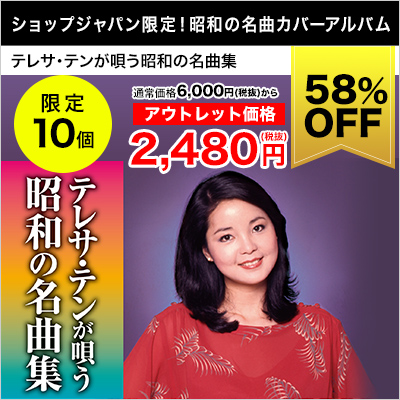 ショップジャパン限定!昭和の名曲カバーアルバム
テレサ・テンが唄う昭和の名曲集
限定
10個
通常価格6,000円(税抜)から
アウトレット価格
2,480円(税抜)
58%
OFF
テレサ・テンが唄う
昭和の名曲集